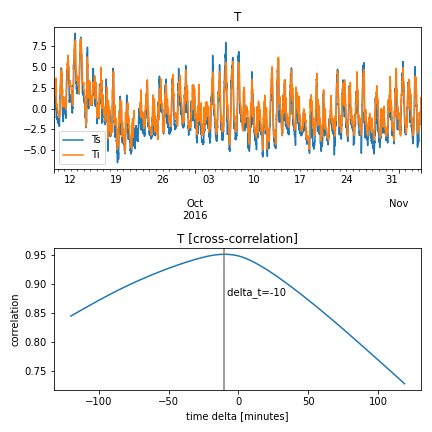 T
7.5
5.0
2.5
0.0
−2.5
−5.0
Ts
Ti
12 19 26 03 10 17 24 31
Oct Nov
2016
T [cross-correlation]
0.95
0.90
0.85
0.80
0.75
correlation
delta_t=-10
−100 −50 0 50 100
time delta [minutes]